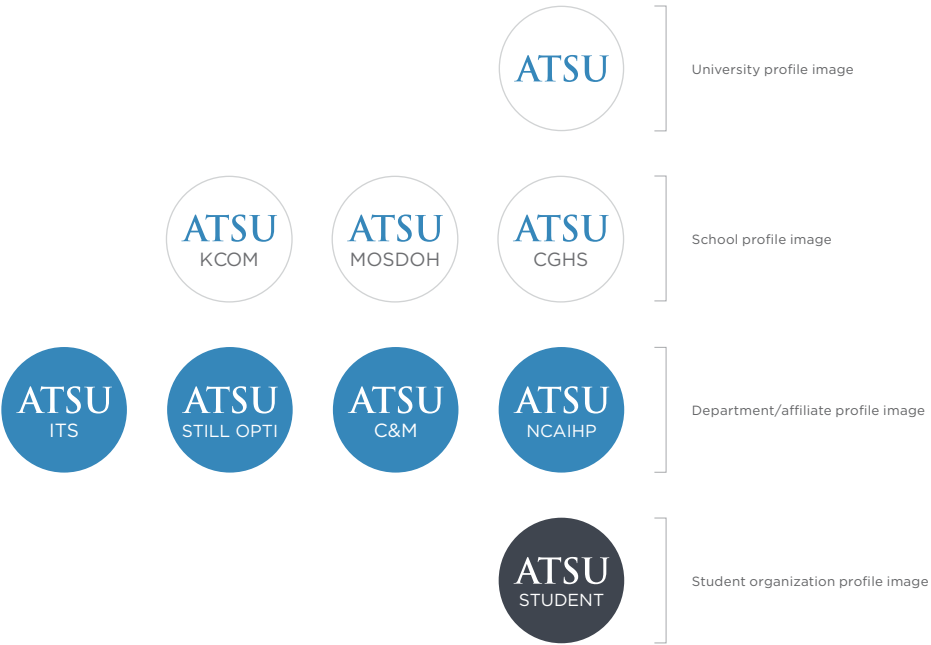 ATSU
University profile image
ATSU
KCOM
ATSU
MOSDOH
ATSU
CGHS
School profile image
ATSU
ITS
ATSU
STILL OPTI
ATSU
C&M
ATSU
NCAIHP
Department/affiliate profile image
ATSU
STUDENT
Student organization profile image